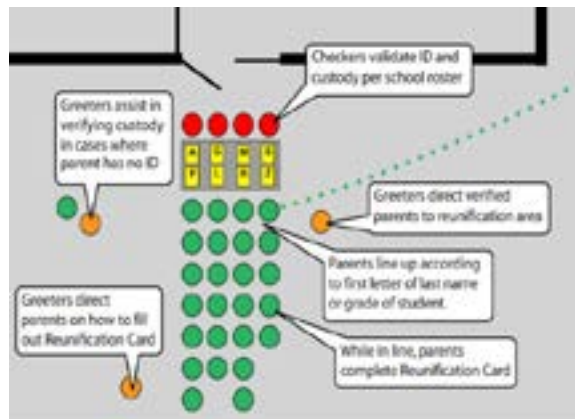 Checkers validate ID and
custody per school roster
Greeters assist in
verifying custody
in cases where
parent has no ID
Greeters direct verified
parents to reunification area
Parents line up according
to first letter of last name
or grade of student.
Greeters direct
parents on how to fill
out Reunification Card
While in line, parents
complete Reunification Card